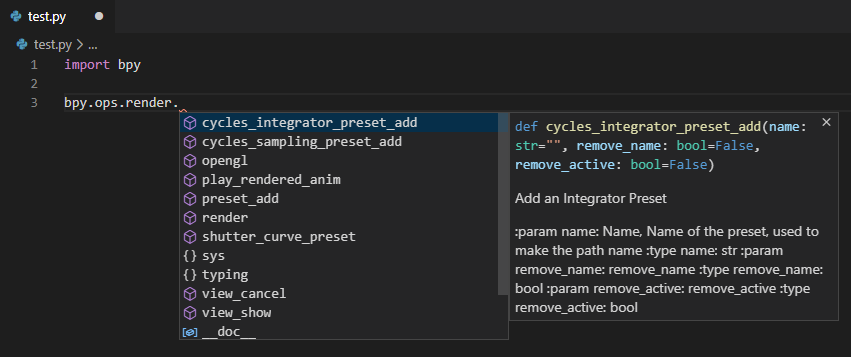 test.py
test.py > ...
1 import bpy
2
3 bpy.ops.render.
cycles_integrator_preset_add
cycles_sampling_preset_add
opengl
play_rendered_anim
preset_add
render
shutter_curve_preset
{} sys
{} typing
view_cancel
view_show
__doc__
def cycles_integrator_preset_add(name:
str="", remove_name: bool=False,
remove_active: bool=False)
Add an Integrator Preset
:param name: Name, Name of the preset, used to
make the path name :type name: str :param
remove_name: remove_name :type remove_name:
bool :param remove_active: remove_active :type
remove_active: bool